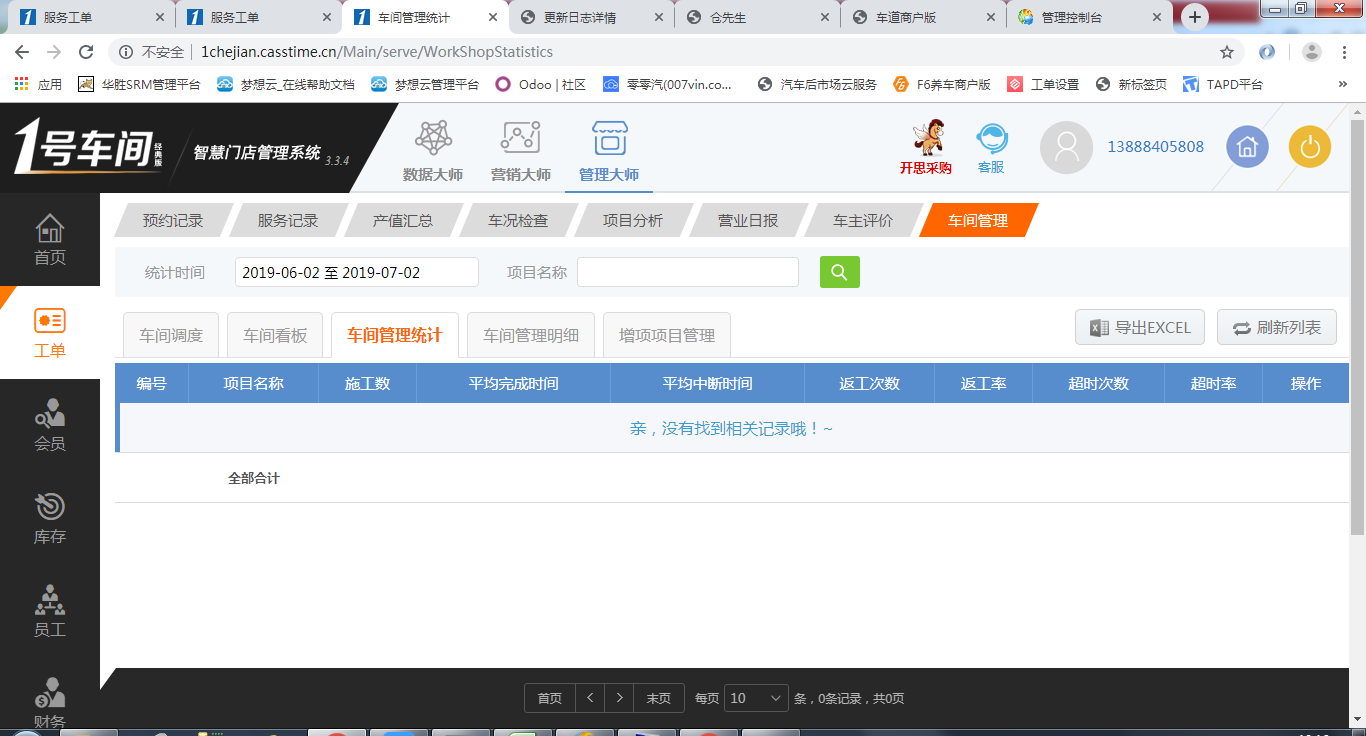 服务工单
服务工单
车间管理统计
更新日志详情
仓先生
车道商户版
管理控制台
不安全 1chejian.casstime.cn/Main/serve/WorkShopStatistics
应用 华胜SRM管理平台 梦想云_在线帮助文档 梦想云管理平台 Odoo | 社区 零零汽(007vin.co... 汽车后市场云服务 F6养车商户版 工单设置 新标签页 TAPD平台 »
1号车间 经典版 智慧门店管理系统 3.3.4
数据大师 营销大师 管理大师
开思采购 客服 13888405808
首页
工单
会员
库存
员工
财务
预约记录 服务记录 产值汇总 车况检查 项目分析 营业日报 车主评价 车间管理
统计时间 2019-06-02 至 2019-07-02 项目名称
车间调度 车间看板 车间管理统计 车间管理明细 增项项目管理 导出EXCEL 刷新列表
编号 项目名称 施工数 平均完成时间 平均中断时间 返工次数 返工率 超时次数 超时率 操作
亲，没有找到相关记录哦！~
全部合计
首页 < > 末页 每页 10 条，0条记录，共0页